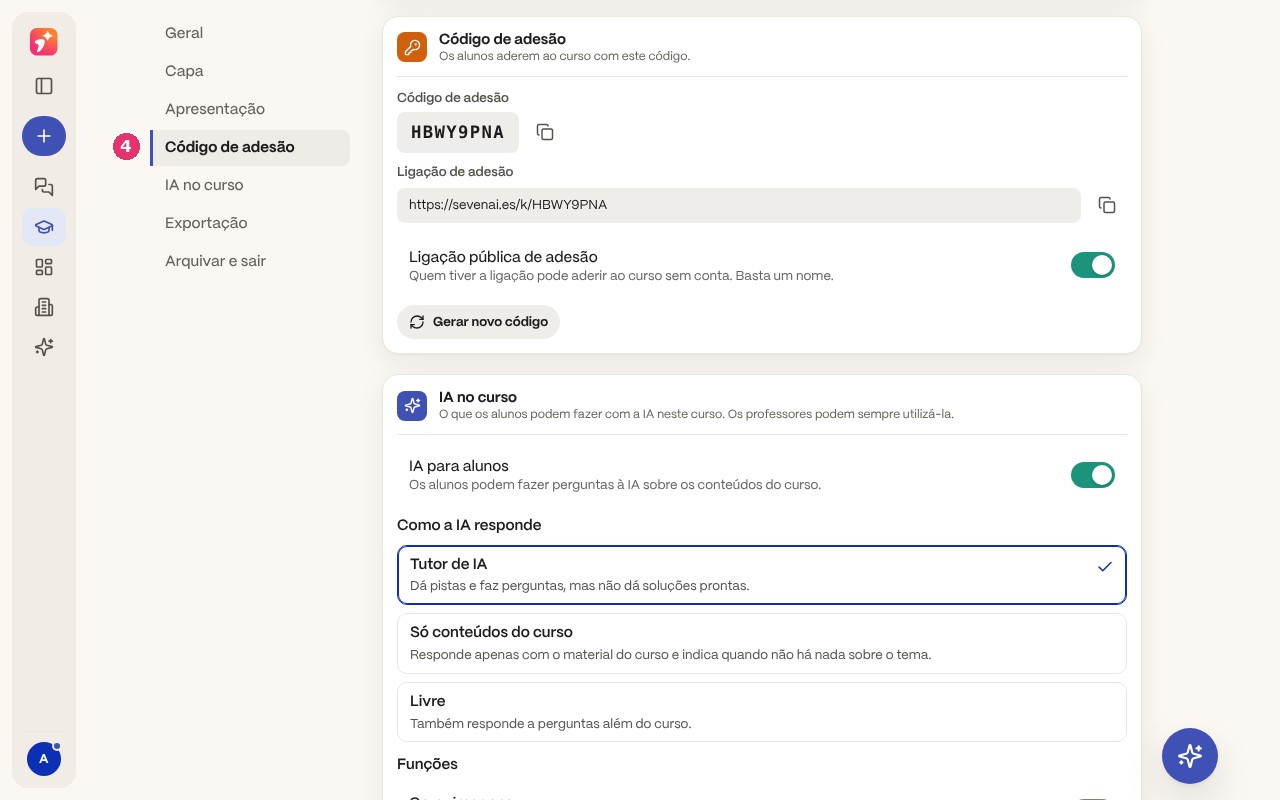 Geral
Capa
Apresentação
4
Código de adesão
IA no curso
Exportação
Arquivar e sair
Código de adesão
Os alunos aderem ao curso com este código.
Código de adesão
HBWY9PNA
Ligação de adesão
https://sevenai.es/k/HBWY9PNA
Ligação pública de adesão
Quem tiver a ligação pode aderir ao curso sem conta. Basta um nome.
Gerar novo código
IA no curso
O que os alunos podem fazer com a IA neste curso. Os professores podem sempre utilizá-la.
IA para alunos
Os alunos podem fazer perguntas à IA sobre os conteúdos do curso.
Como a IA responde
Tutor de IA
Dá pistas e faz perguntas, mas não dá soluções prontas.
Só conteúdos do curso
Responde apenas com o material do curso e indica quando não há nada sobre o tema.
Livre
Também responde a perguntas além do curso.
Funções
A